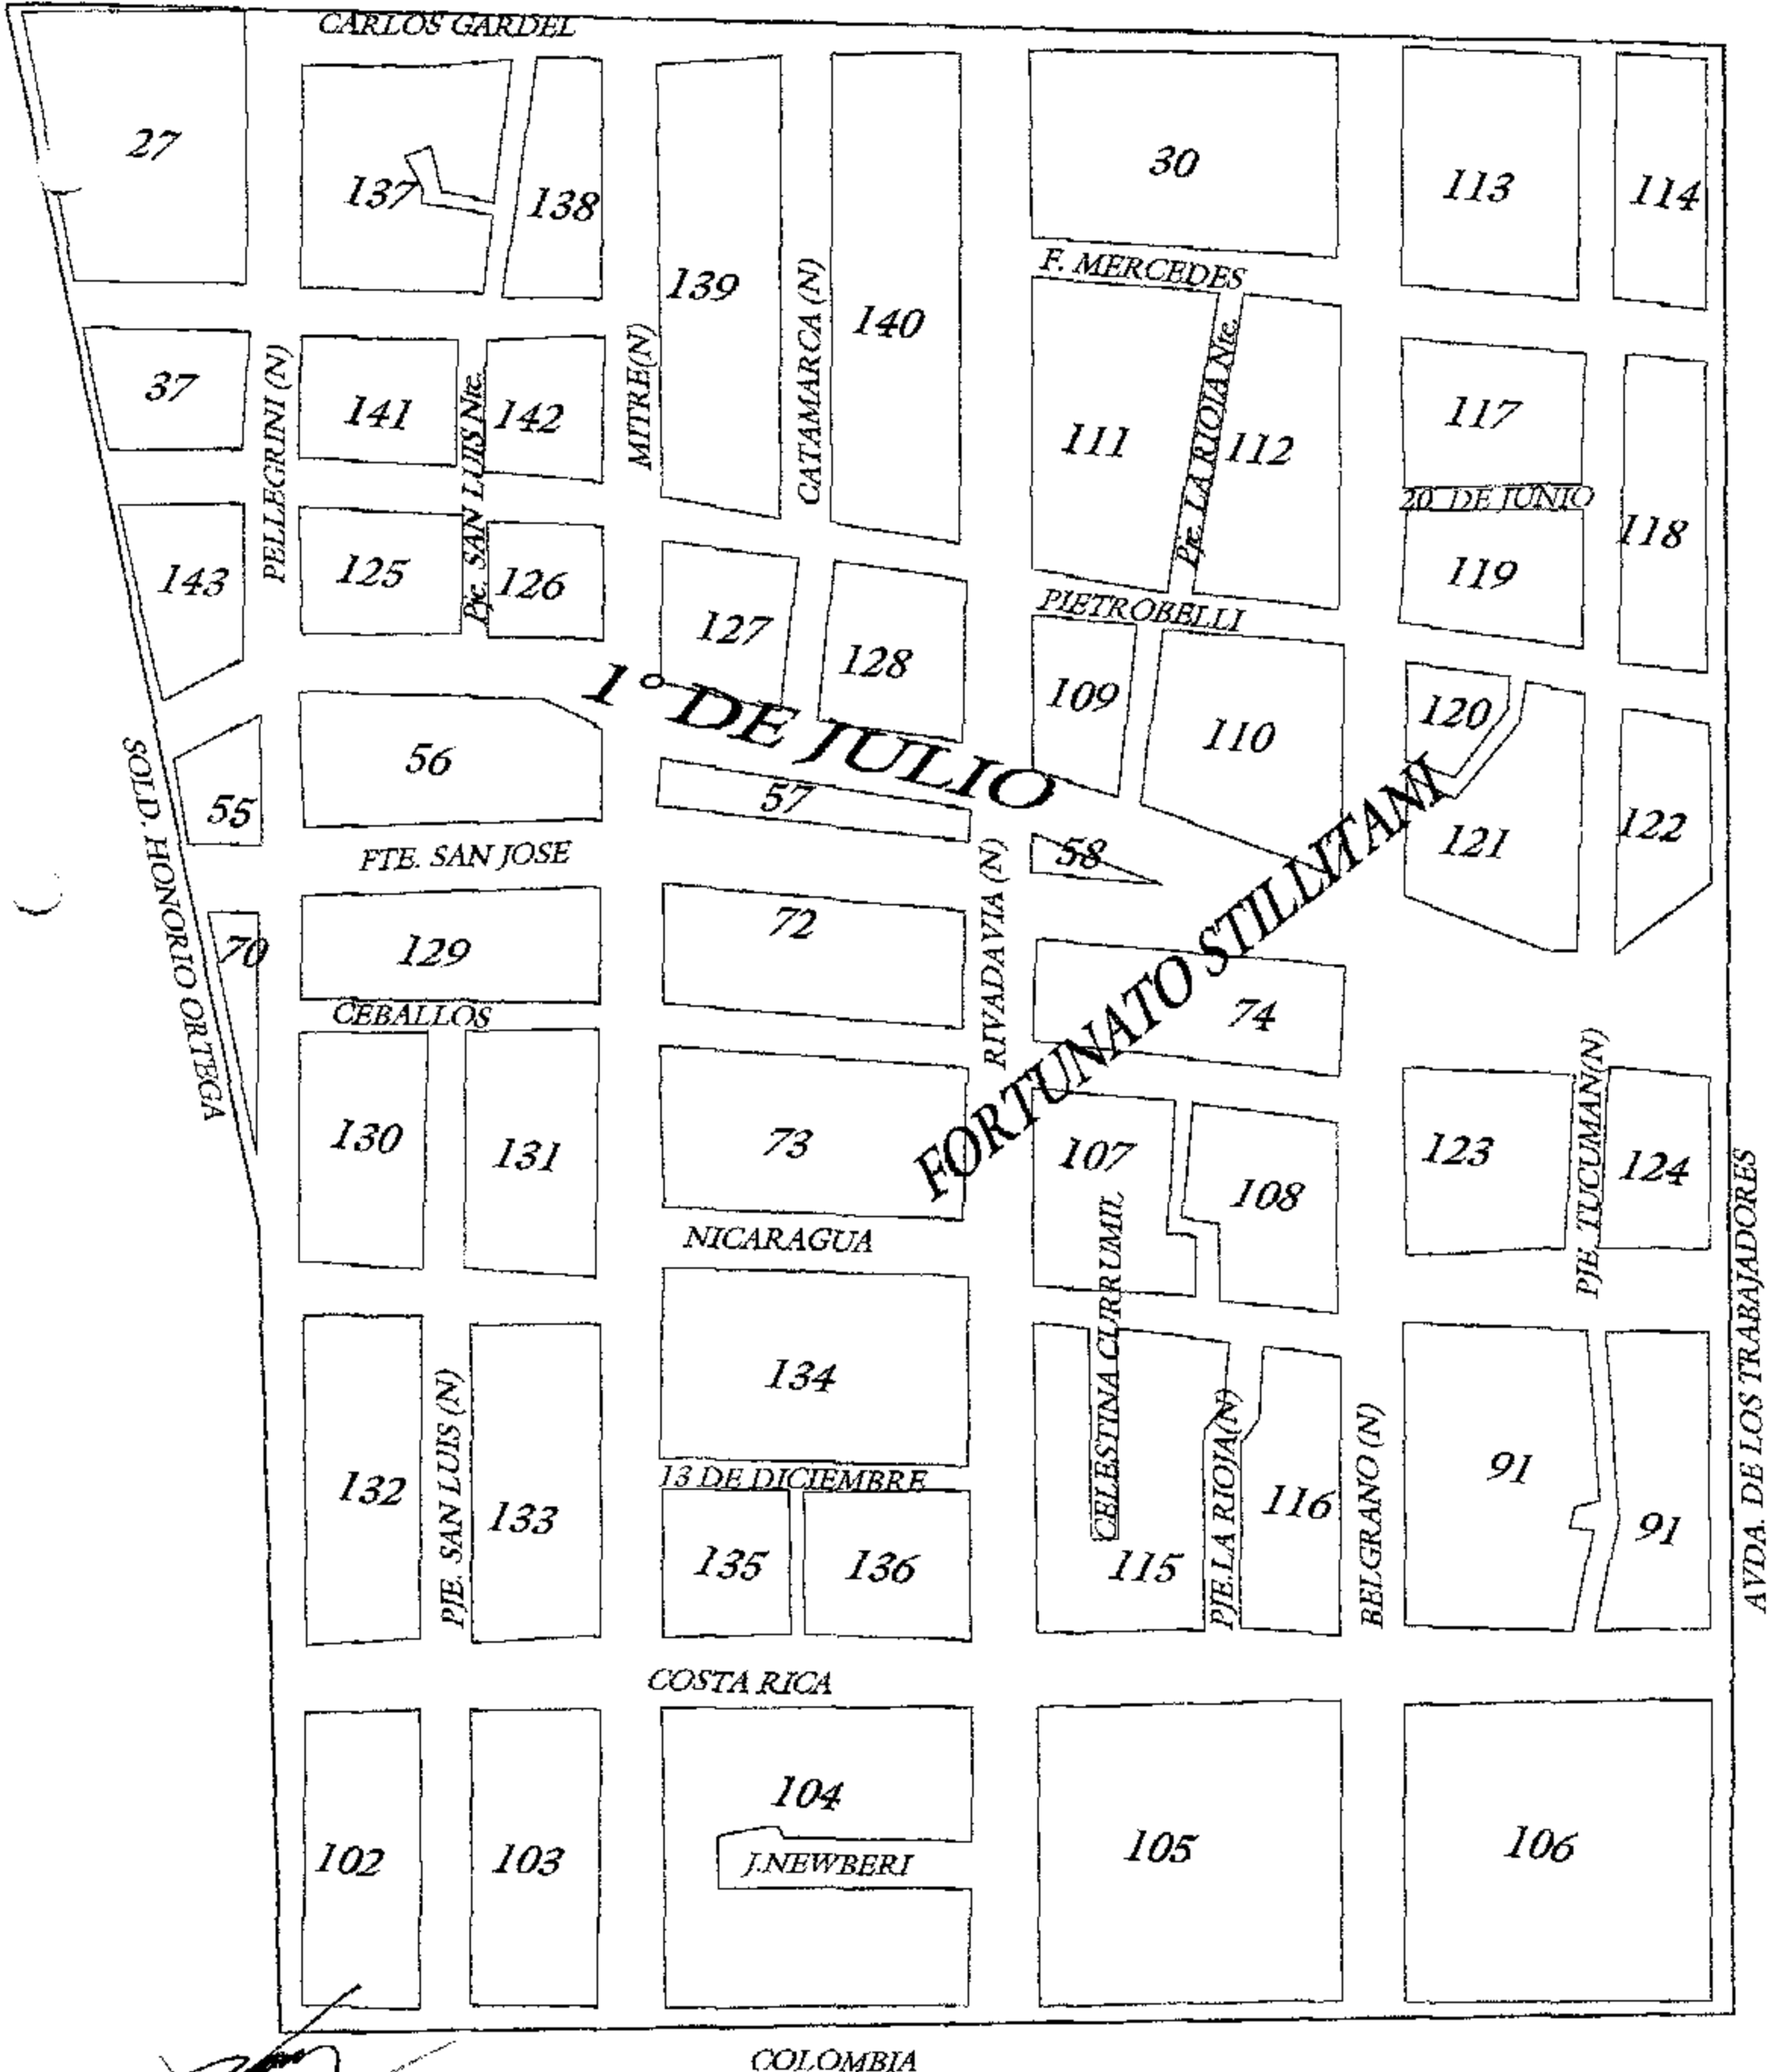 CARLOS GARDEL
27
137
138
139
140
30
113
114
F. MERCEDES
37
PELLEGRINI (N)
141
Pje. SAN LUIS Nte.
142
MITRE(N)
CATAMARCA (N)
111
Pje. LA RIOJA Nte.
112
117
20 DE JUNIO
118
143
125
126
127
128
PIETROBELLI
119
109
110
120
1° DE JULIO
55
56
57
58
121
122
SOLD. HONORIO ORTEGA
FTE. SAN JOSE
RIVADAVIA (N)
FORTUNATO STILLITANI
70
129
72
74
CEBALLOS
130
131
73
107
108
123
PJE. TUCUMAN(N)
124
NICARAGUA
CELESTINA CURRUMIL
AVDA. DE LOS TRABAJADORES
132
PJE. SAN LUIS (N)
133
134
13 DE DICIEMBRE
135
136
115
PJE.LA RIOJA(N)
116
BELGRANO (N)
91
91
COSTA RICA
102
103
104
J.NEWBERI
105
106
COLOMBIA